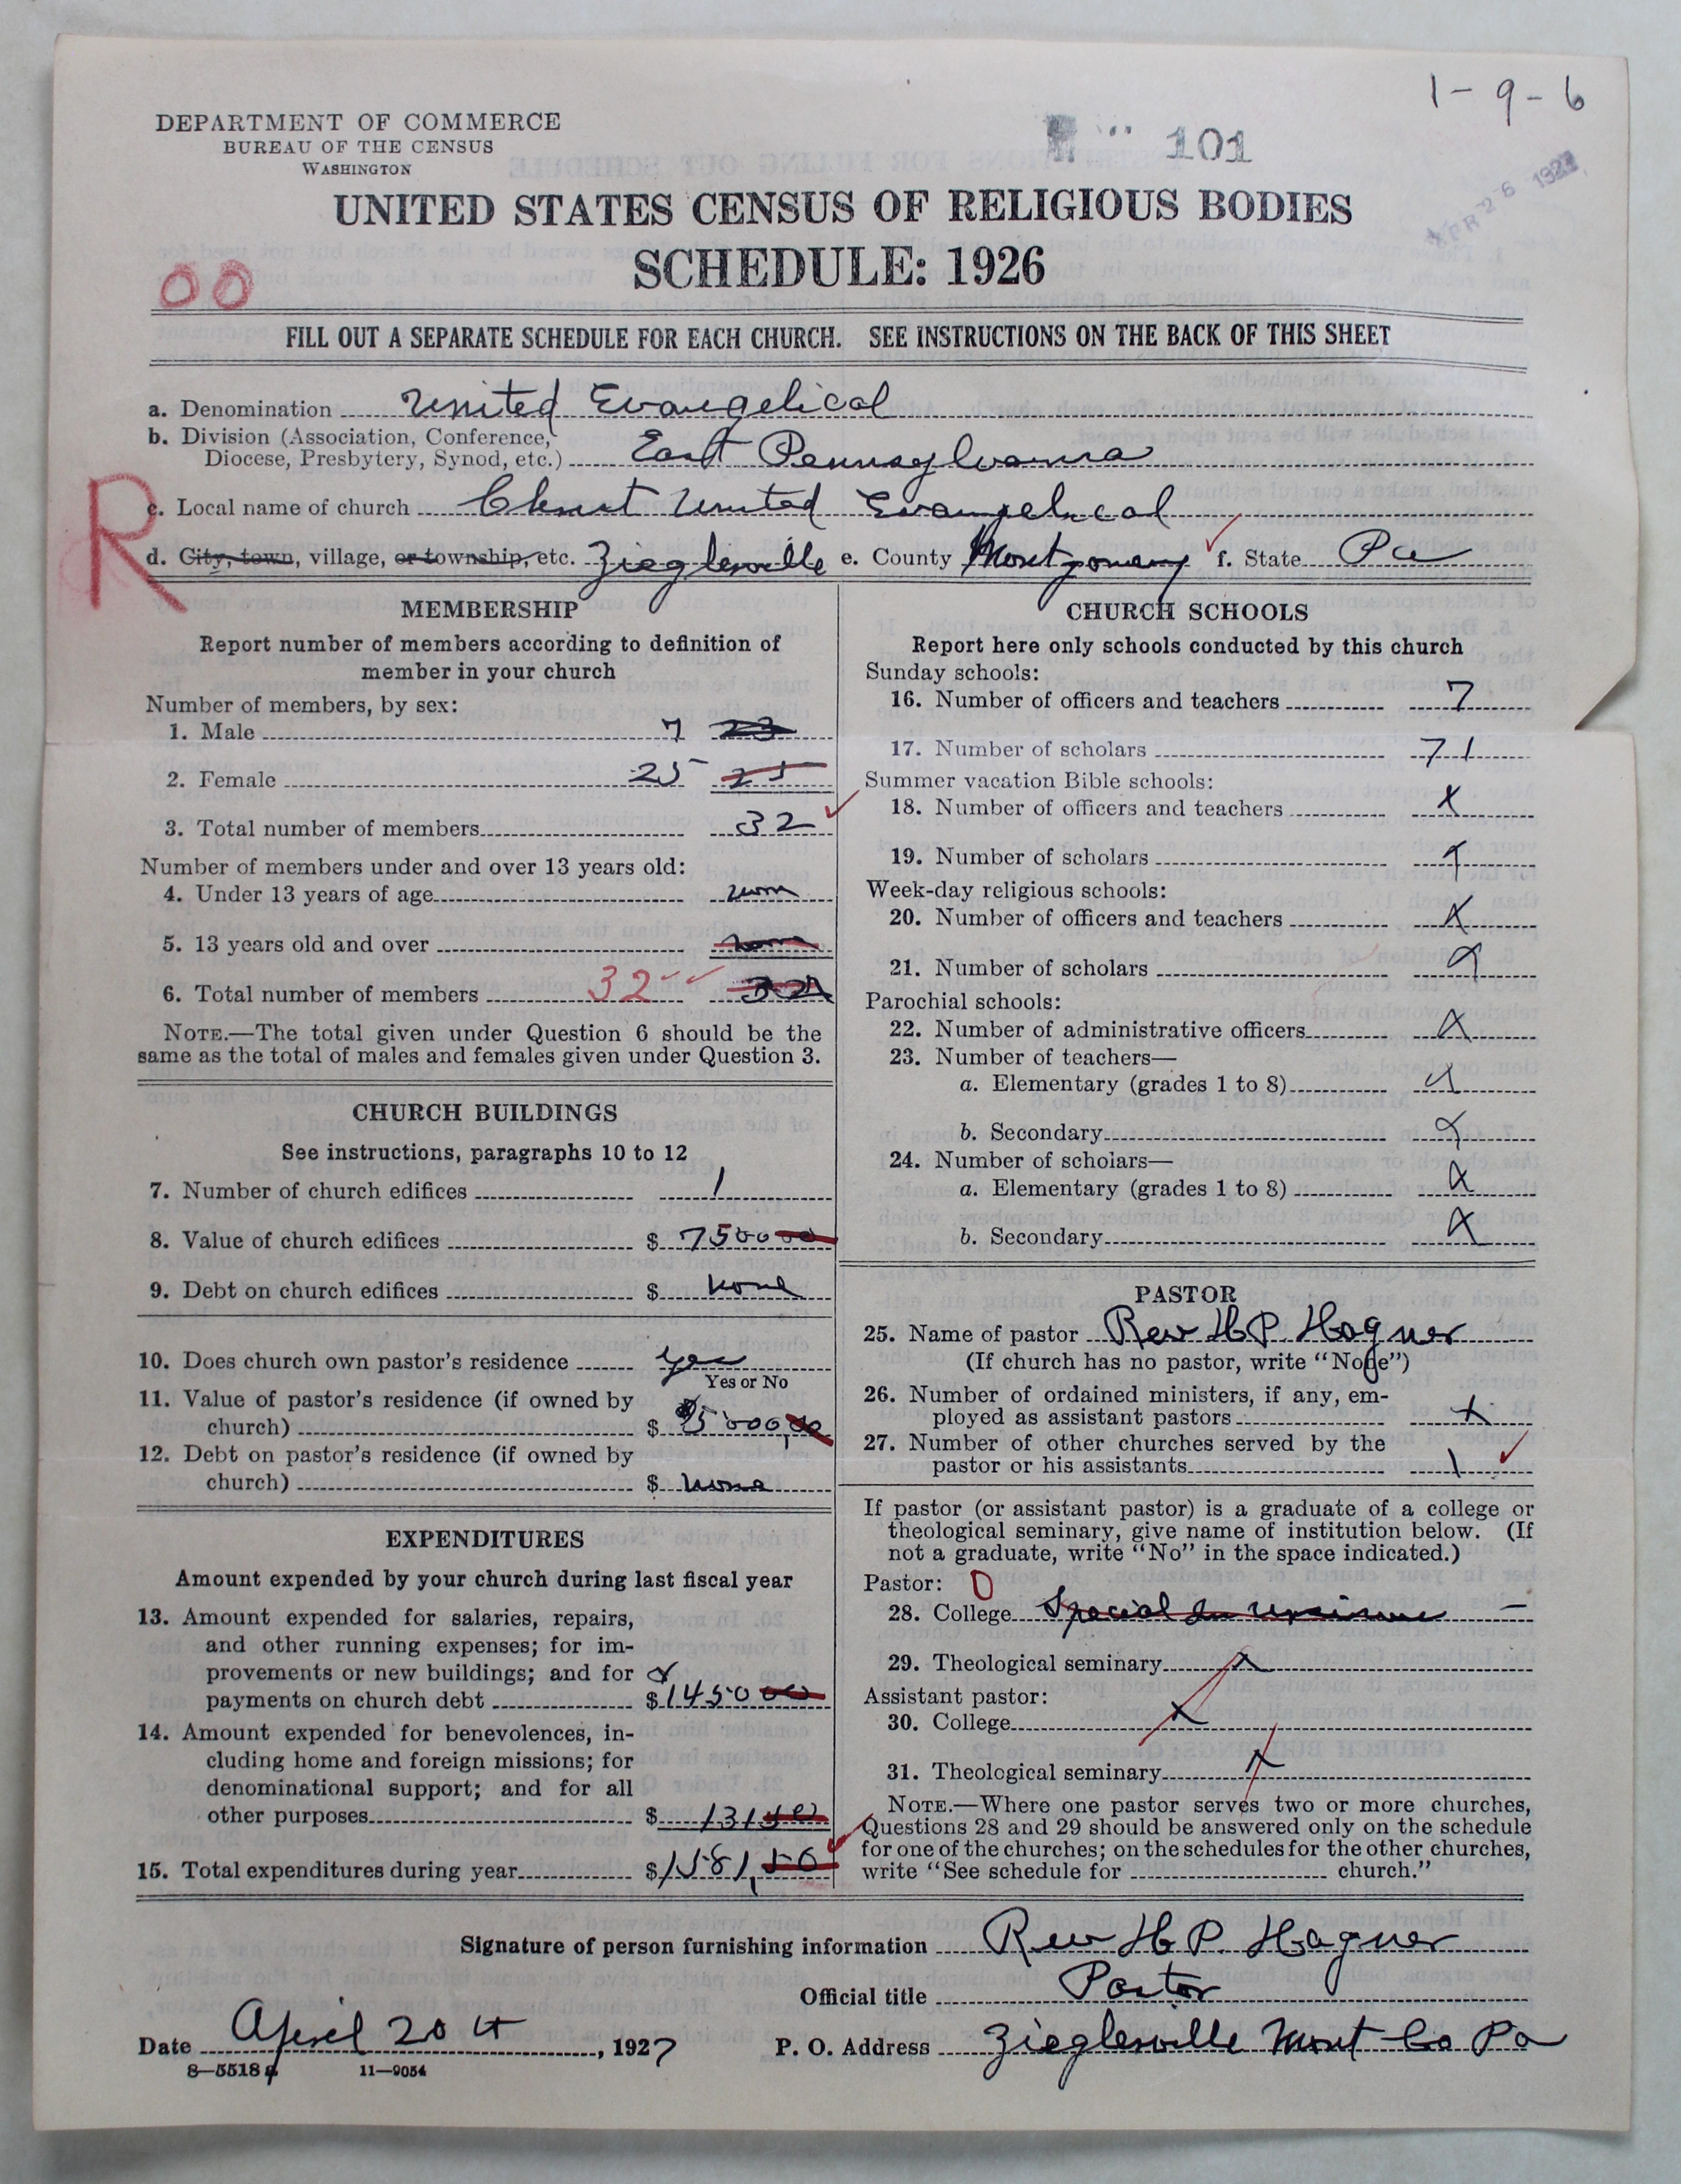 1-9-6
DEPARTMENT OF COMMERCE
BUREAU OF THE CENSUS
WASHINGTON
101
APR 26 1927
UNITED STATES CENSUS OF RELIGIOUS BODIES
SCHEDULE: 1926
00
FILL OUT A SEPARATE SCHEDULE FOR EACH CHURCH. SEE INSTRUCTIONS ON THE BACK OF THIS SHEET
a. Denomination United Evangelical
b. Division (Association, Conference,
Diocese, Presbytery, Synod, etc.) East Pennsylvania
R
c. Local name of church Christ United Evangelical
d. City, town, village, or township, etc. Zieglersville e. County Montgomery f. State Pa
MEMBERSHIP
Report number of members according to definition of
member in your church
Number of members, by sex:
1. Male 7 23
2. Female 25 25
3. Total number of members 32
Number of members under and over 13 years old:
4. Under 13 years of age none
5. 13 years old and over none
6. Total number of members 32 32
NOTE.—The total given under Question 6 should be the
same as the total of males and females given under Question 3.
CHURCH BUILDINGS
See instructions, paragraphs 10 to 12
7. Number of church edifices 1
8. Value of church edifices $ 7500 00
9. Debt on church edifices $ none
10. Does church own pastor's residence yes
Yes or No
11. Value of pastor's residence (if owned by
church) $ $5000,00
12. Debt on pastor's residence (if owned by
church) $ none
EXPENDITURES
Amount expended by your church during last fiscal year
13. Amount expended for salaries, repairs,
and other running expenses; for im-
provements or new buildings; and for
payments on church debt $1450 00
14. Amount expended for benevolences, in-
cluding home and foreign missions; for
denominational support; and for all
other purposes $ 131 50
15. Total expenditures during year $1581,50
CHURCH SCHOOLS
Report here only schools conducted by this church
Sunday schools:
16. Number of officers and teachers 7
17. Number of scholars 71
Summer vacation Bible schools:
18. Number of officers and teachers X
19. Number of scholars X
Week-day religious schools:
20. Number of officers and teachers X
21. Number of scholars X
Parochial schools:
22. Number of administrative officers X
23. Number of teachers—
a. Elementary (grades 1 to 8) X
b. Secondary X
24. Number of scholars—
a. Elementary (grades 1 to 8) X
b. Secondary X
PASTOR
25. Name of pastor Rev H P. Hagner
(If church has no pastor, write "None")
26. Number of ordained ministers, if any, em-
ployed as assistant pastors X
27. Number of other churches served by the
pastor or his assistants 1
If pastor (or assistant pastor) is a graduate of a college or
theological seminary, give name of institution below. (If
not a graduate, write "No" in the space indicated.)
Pastor: 0
28. College Special in Ursinus —
29. Theological seminary X
Assistant pastor:
30. College X
31. Theological seminary X
NOTE.—Where one pastor serves two or more churches,
Questions 28 and 29 should be answered only on the schedule
for one of the churches; on the schedules for the other churches,
write "See schedule for church."
Signature of person furnishing information Rev H P. Hagner
Official title Pastor
Date April 20th, 1927 P. O. Address Zieglersville Mont Co Pa
8—5518a 11—9054